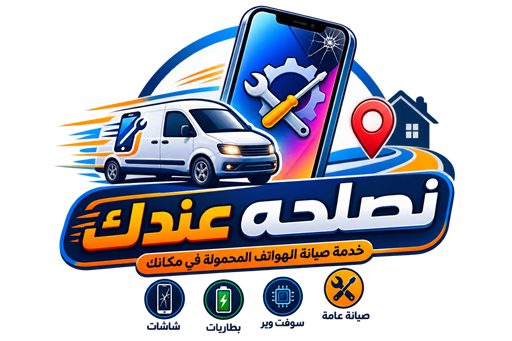 نصلحه عندك
خدمة صيانة الهواتف المحمولة في مكانك
صيانة عامة
سوفت وير
بطاريات
شاشات